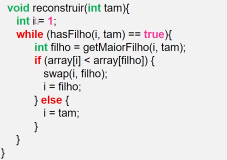 void reconstruir(int tam){
int i = 1;
while (hasFilho(i, tam) == true){
int filho = getMaiorFilho(i, tam);
if (array[i] < array[filho]) {
swap(i, filho);
i = filho;
} else {
i = tam;
}
}
}